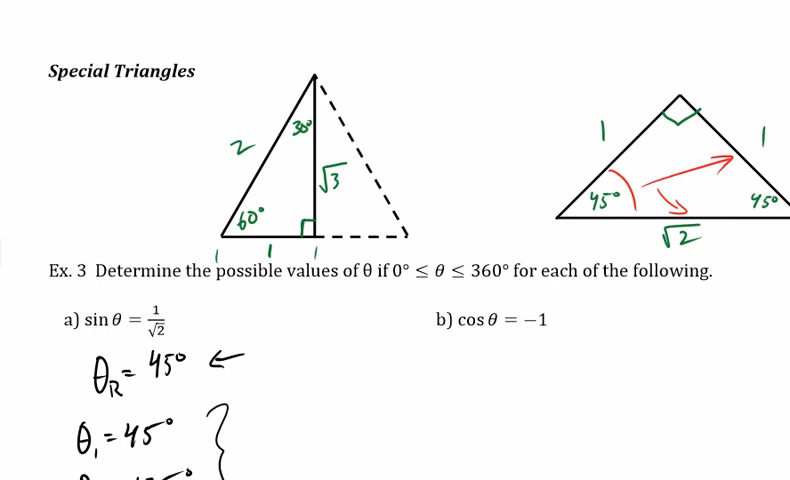 Special Triangles
30°
2
√3
60°
1
1
1
45°
45°
√2
Ex. 3 Determine the possible values of θ if 0° ≤ θ ≤ 360° for each of the following.
a) sin θ = 1/√2
b) cos θ = −1
θR = 45° ←
θ1 = 45°